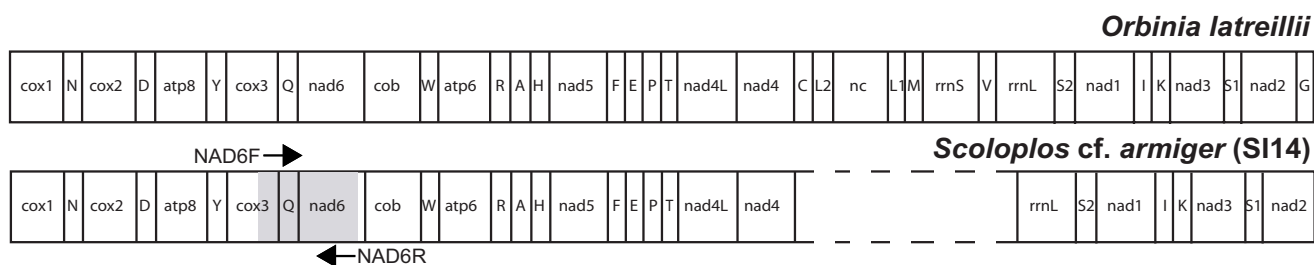 Orbinia latreillii
cox1 N cox2 D atp8 Y cox3 Q nad6 cob W atp6 R A H nad5 F E P T nad4L nad4 C L2 nc L1 M rrnS V rrnL S2 nad1 I K nad3 S1 nad2 G
NAD6F
Scoloplos cf. armiger (SI14)
cox1 N cox2 D atp8 Y cox3 Q nad6 cob W atp6 R A H nad5 F E P T nad4L nad4 rrnL S2 nad1 I K nad3 S1 nad2
NAD6R